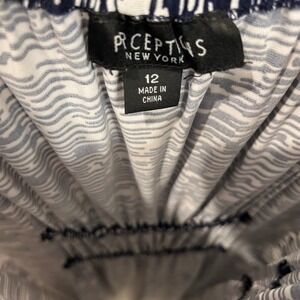 PERCEPTIONS
NEW YORK
12
MADE IN
CHINA